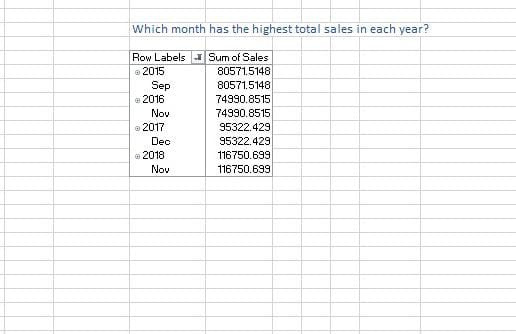 Which month has the highest total sales in each year?
Row Labels Sum of Sales
2015 80571.5148
Sep 80571.5148
2016 74990.8515
Nov 74990.8515
2017 95322.429
Dec 95322.429
2018 116750.699
Nov 116750.699